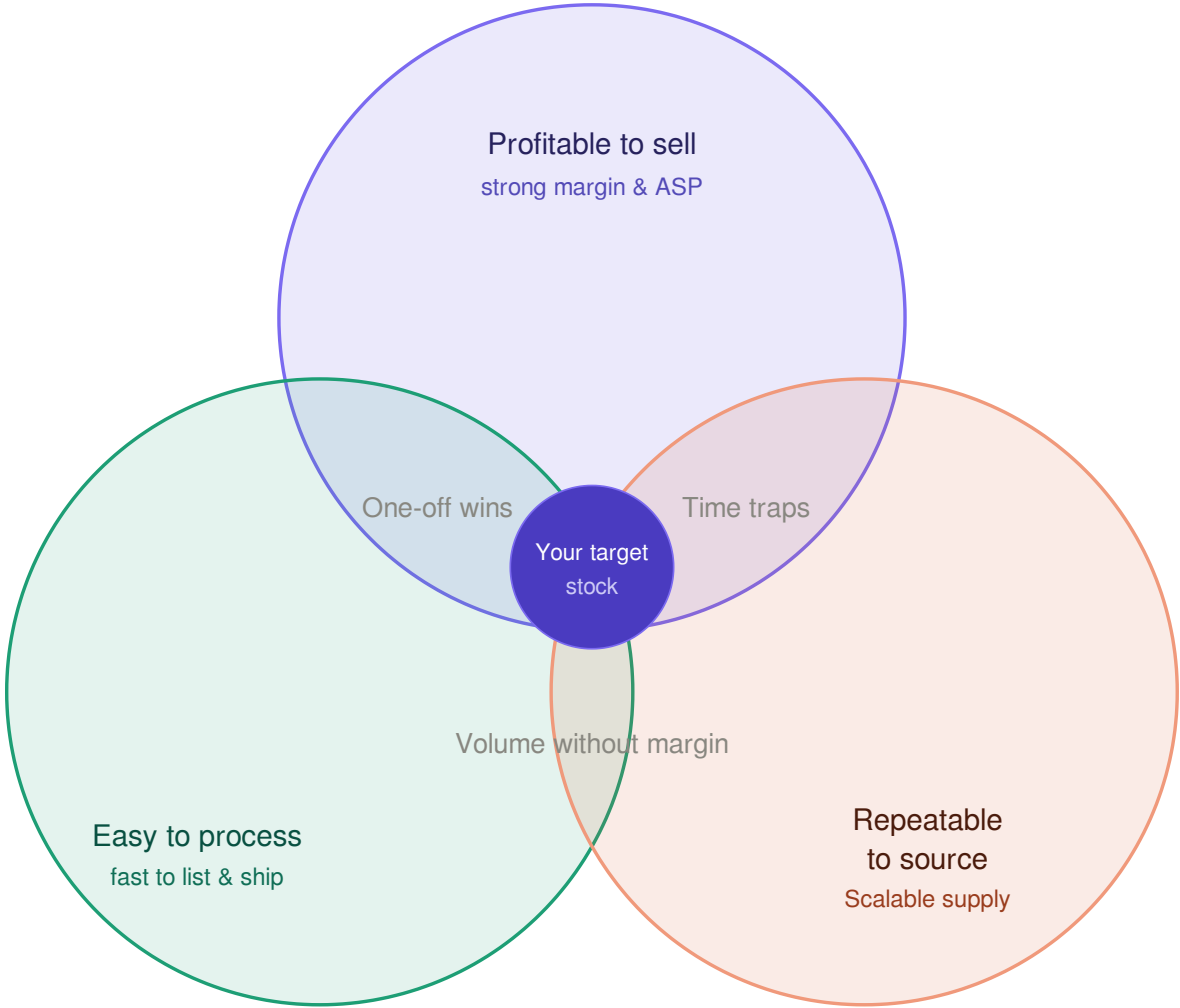 Profitable to sell
strong margin & ASP
One-off wins
Time traps
Your target
stock
Volume without margin
Easy to process
fast to list & ship
Repeatable
to source
Scalable supply